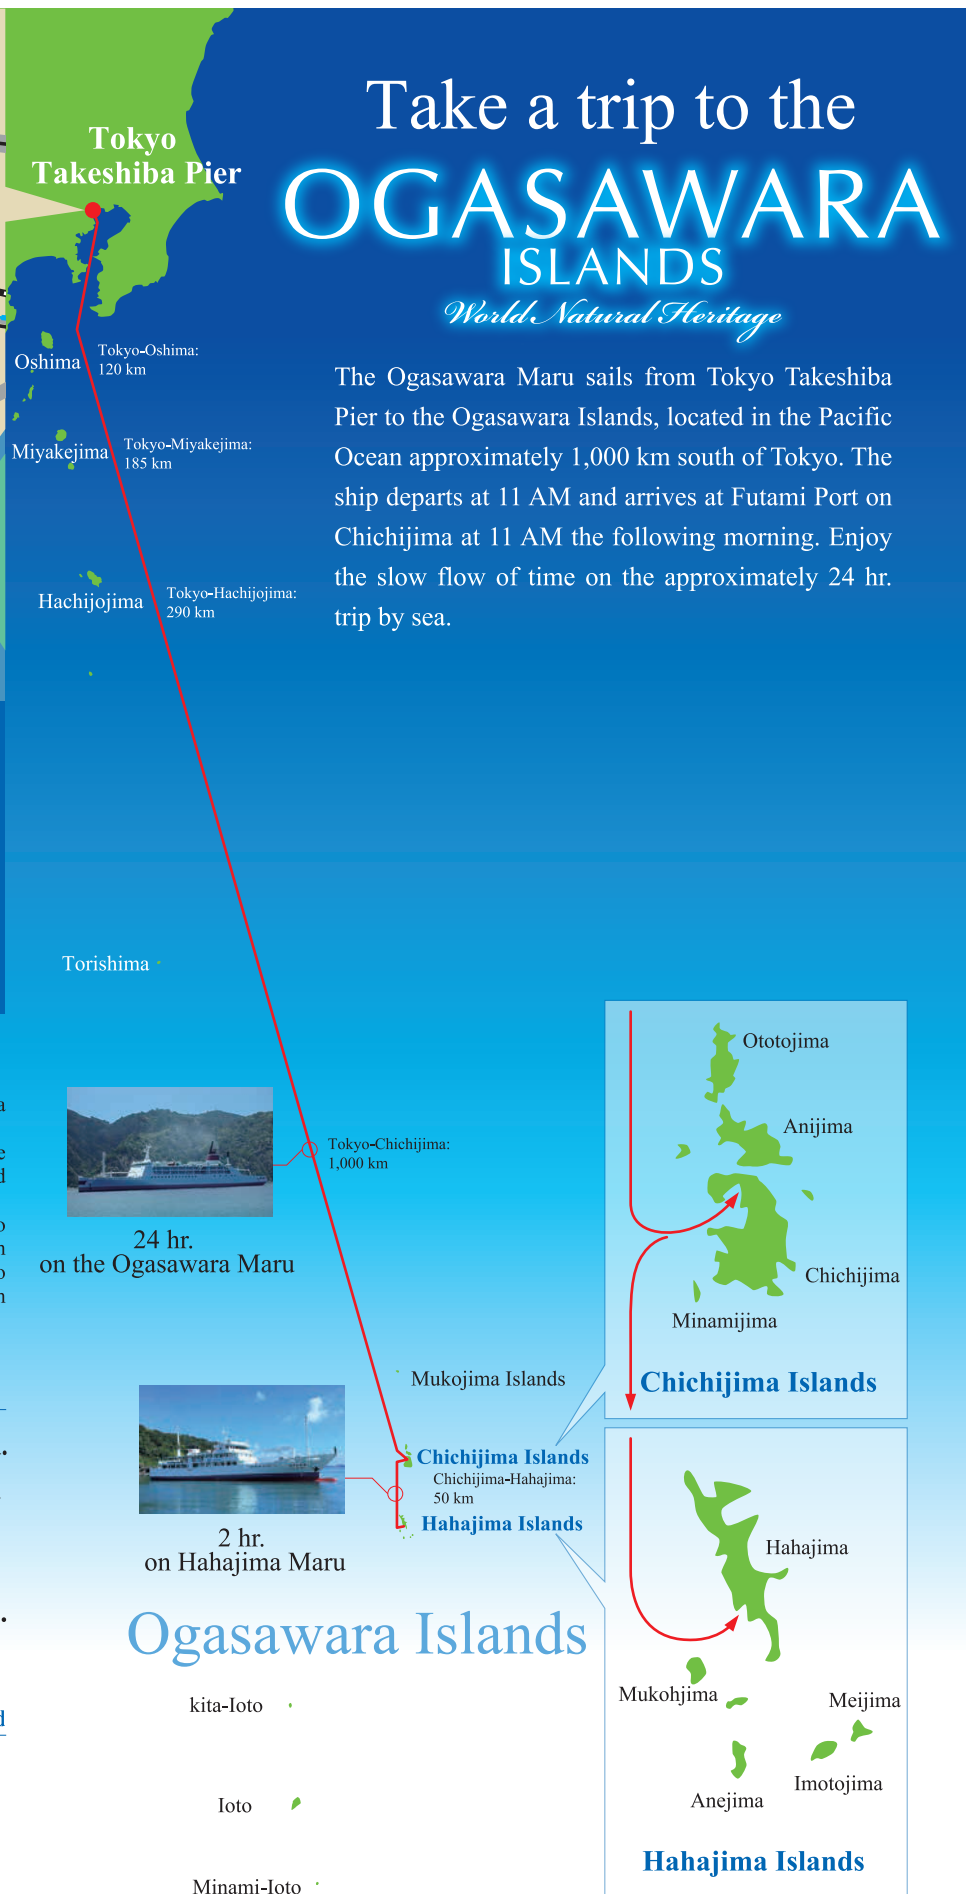 Take a trip to the
OGASAWARA
ISLANDS
World Natural Heritage
Tokyo
Takeshiba Pier
The Ogasawara Maru sails from Tokyo Takeshiba
Pier to the Ogasawara Islands, located in the Pacific
Ocean approximately 1,000 km south of Tokyo. The
ship departs at 11 AM and arrives at Futami Port on
Chichijima at 11 AM the following morning. Enjoy
the slow flow of time on the approximately 24 hr.
trip by sea.
Oshima
Tokyo-Oshima:
120 km
Miyakejima
Tokyo-Miyakejima:
185 km
Hachijojima
Tokyo-Hachijojima:
290 km
Torishima
Tokyo-Chichijima:
1,000 km
24 hr.
on the Ogasawara Maru
Mukojima Islands
Chichijima Islands
Chichijima-Hahajima:
50 km
Hahajima Islands
2 hr.
on Hahajima Maru
Ogasawara Islands
kita-Ioto
Ioto
Minami-Ioto
Ototojima
Anijima
Chichijima
Minamijima
Chichijima Islands
Hahajima
Mukohjima
Meijima
Imotojima
Anejima
Hahajima Islands